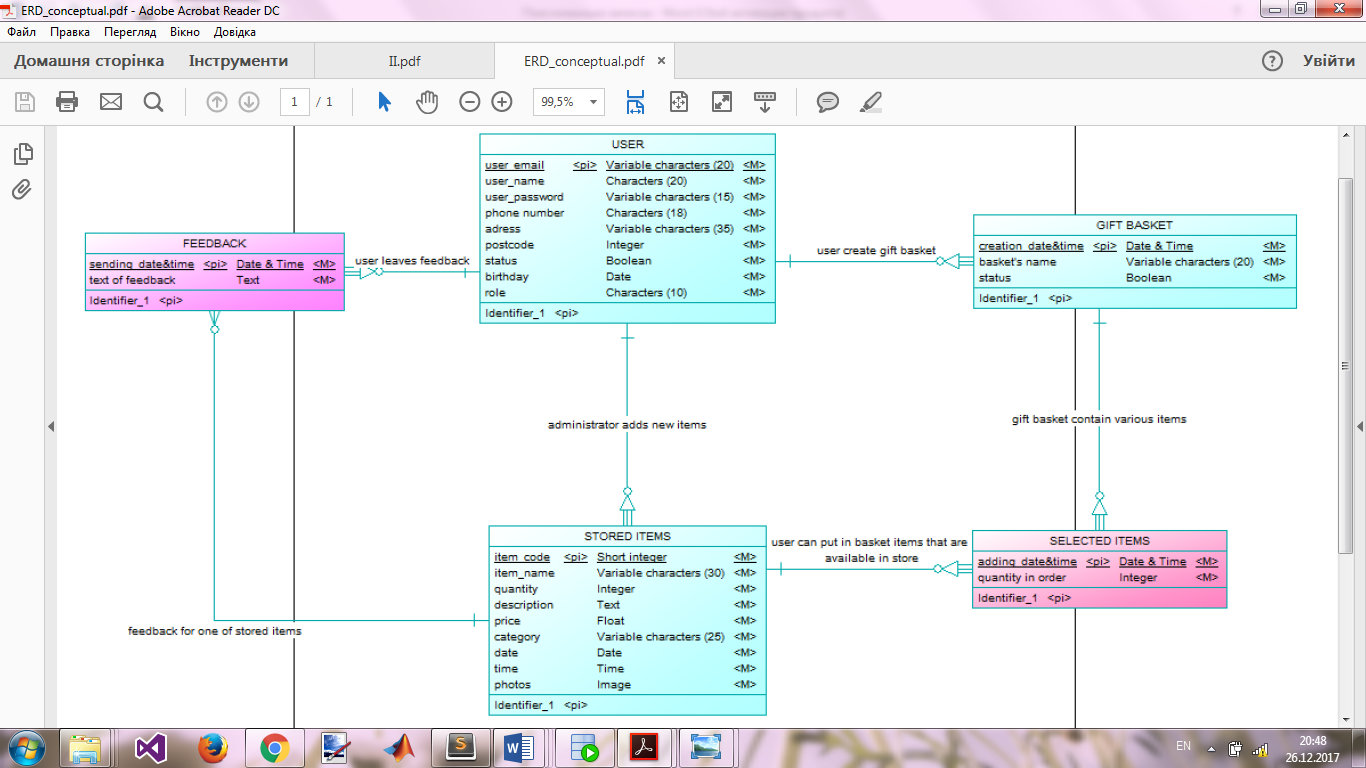 ERD_conceptual.pdf - Adobe Acrobat Reader DC
Файл Правка Перегляд Вікно Довідка
Домашня сторінка Інструменти II.pdf ERD_conceptual.pdf × ? Увійти
1 / 1 99,5%
USER
user_email <pi> Variable characters (20) <M>
user_name Characters (20) <M>
user_password Variable characters (15) <M>
phone number Characters (18) <M>
adress Variable characters (35) <M>
postcode Integer <M>
status Boolean <M>
birthday Date <M>
role Characters (10) <M>
Identifier_1 <pi>
FEEDBACK
sending_date&time <pi> Date & Time <M>
text of feedback Text <M>
Identifier_1 <pi>
user leaves feedback
user create gift basket
GIFT BASKET
creation_date&time <pi> Date & Time <M>
basket's name Variable characters (20) <M>
status Boolean <M>
Identifier_1 <pi>
administrator adds new items
gift basket contain various items
feedback for one of stored items
STORED ITEMS
item_code <pi> Short integer <M>
item_name Variable characters (30) <M>
quantity Integer <M>
description Text <M>
price Float <M>
category Variable characters (25) <M>
date Date <M>
time Time <M>
photos Image <M>
Identifier_1 <pi>
user can put in basket items that are
available in store
SELECTED ITEMS
adding_date&time <pi> Date & Time <M>
quantity in order Integer <M>
Identifier_1 <pi>
EN 20:48
26.12.2017